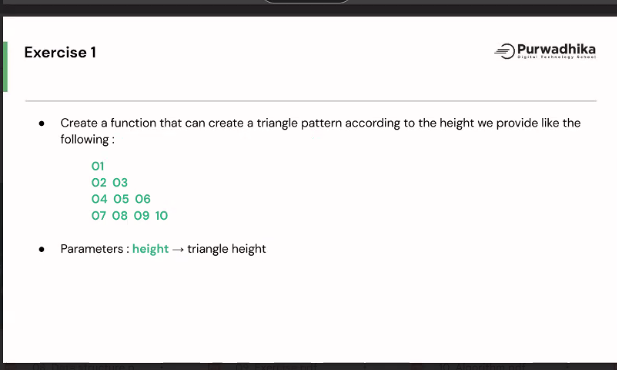 Exercise 1
Purwadhika
Digital Technology School
● Create a function that can create a triangle pattern according to the height we provide like the
following :
01
02 03
04 05 06
07 08 09 10
● Parameters : height → triangle height